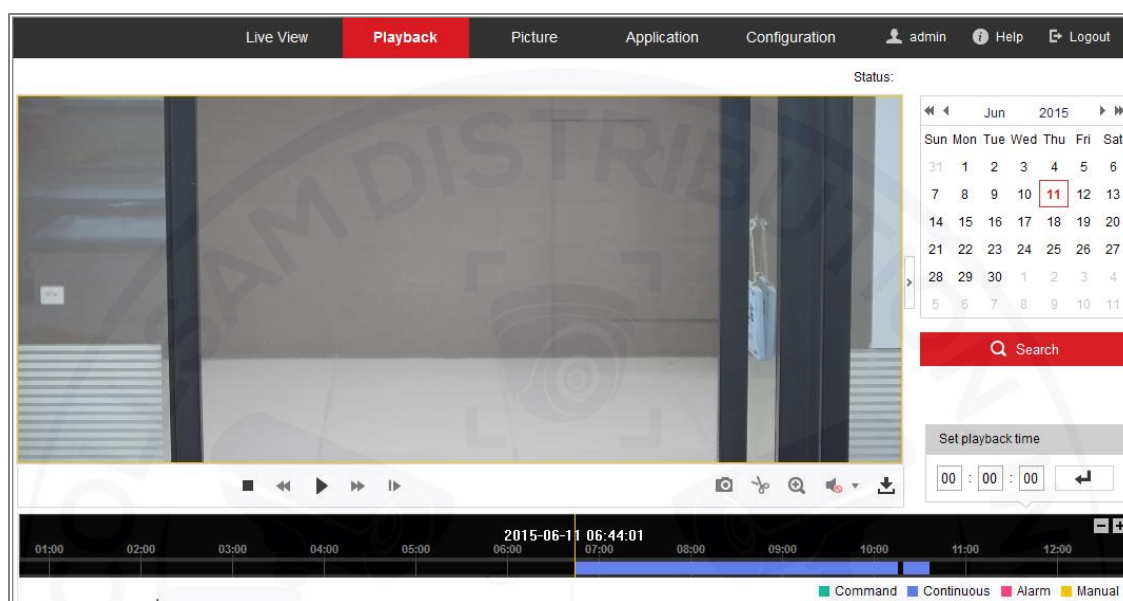 Live View Playback Picture Application Configuration admin Help Logout
Status:
Jun 2015
Sun Mon Tue Wed Thu Fri Sat
31 1 2 3 4 5 6
7 8 9 10 11 12 13
14 15 16 17 18 19 20
21 22 23 24 25 26 27
28 29 30 1 2 3 4
5 6 7 8 9 10 11
Search
Set playback time
00 : 00 : 00
2015-06-11 06:44:01
01:00 02:00 03:00 04:00 05:00 06:00 07:00 08:00 09:00 10:00 11:00 12:00
Command Continuous Alarm Manual